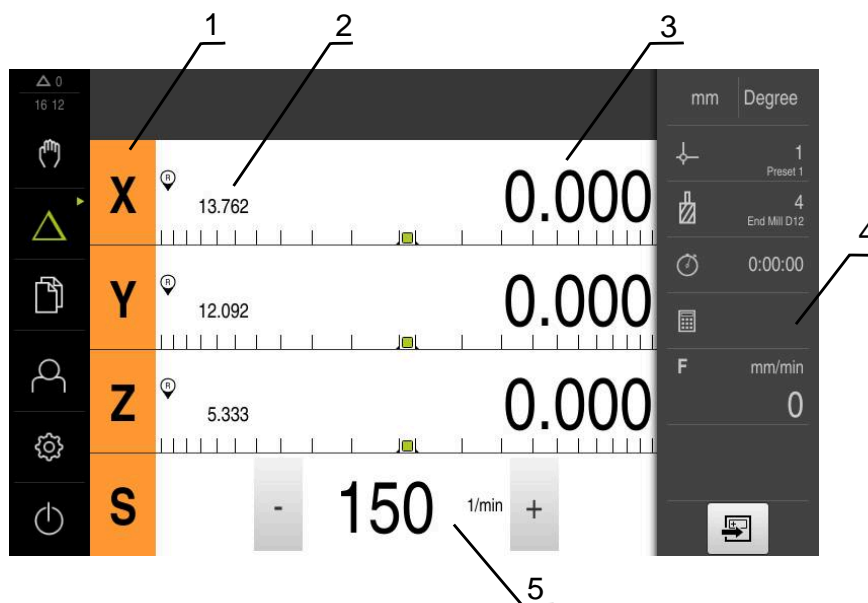 1 2 3
0
16 12
mm Degree
X
R
13.762
0.000
1
Preset 1
4
End Mill D12
4
Y
R
12.092
0.000
0:00:00
Z
R
5.333
0.000
F mm/min
0
S
-
150
1/min
+
5